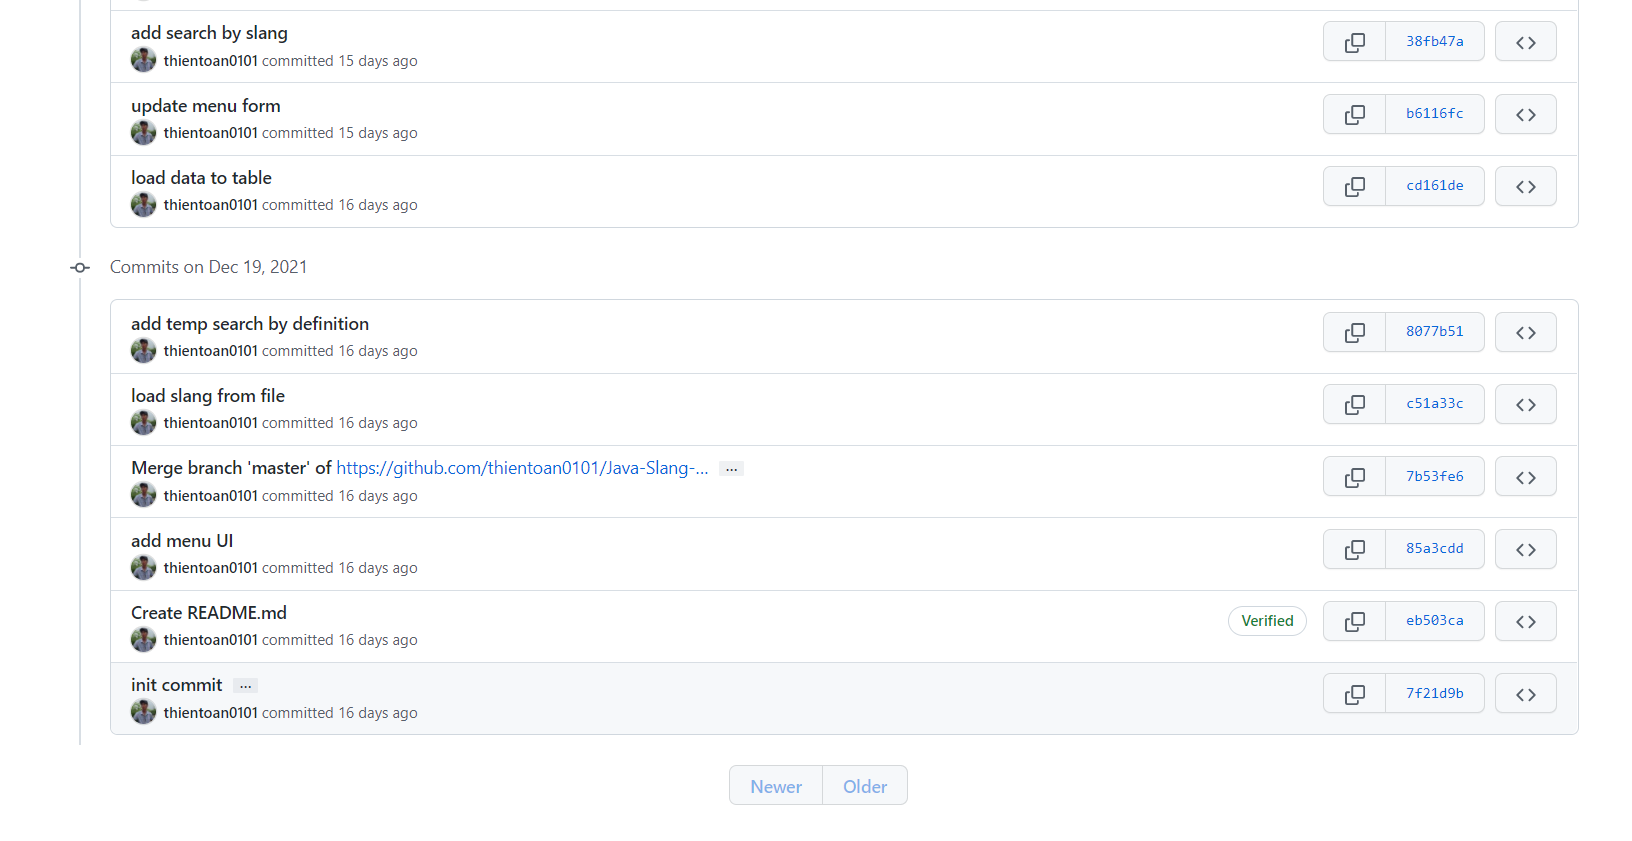 add search by slang
thientoan0101 committed 15 days ago
38fb47a
update menu form
thientoan0101 committed 15 days ago
b6116fc
load data to table
thientoan0101 committed 16 days ago
cd161de
Commits on Dec 19, 2021
add temp search by definition
thientoan0101 committed 16 days ago
8077b51
load slang from file
thientoan0101 committed 16 days ago
c51a33c
Merge branch 'master' of https://github.com/thientoan0101/Java-Slang-... ...
thientoan0101 committed 16 days ago
7b53fe6
add menu UI
thientoan0101 committed 16 days ago
85a3cdd
Create README.md
thientoan0101 committed 16 days ago
Verified
eb503ca
init commit ...
thientoan0101 committed 16 days ago
7f21d9b
Newer Older